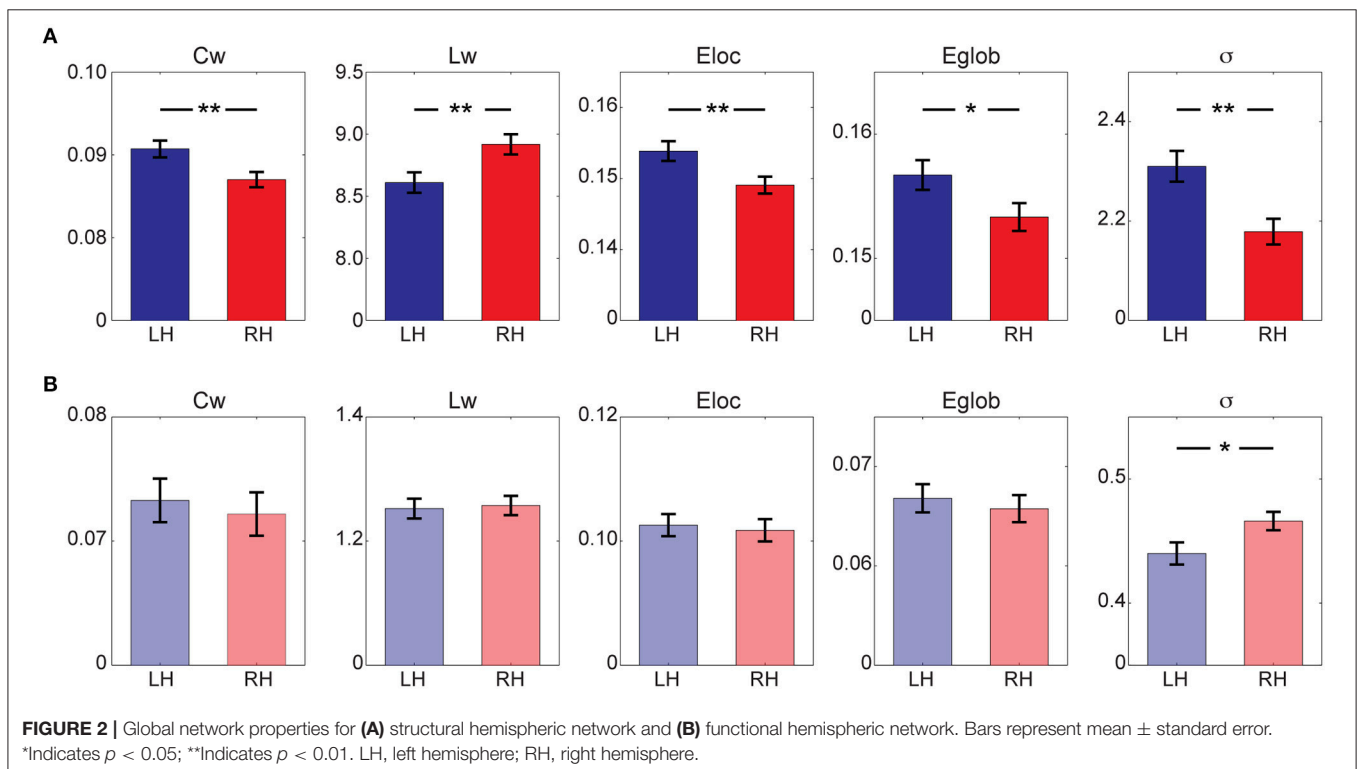 A
Cw Lw Eloc Eglob σ
0.10 9.5 0.16 0.16 2.4
** ** ** * **
0.09 9.0 0.15 2.2
8.5
0.08 8.0 0.14 0.15
0 0 0 0 2
LH RH LH RH LH RH LH RH LH RH
B
Cw Lw Eloc Eglob σ
0.08 1.4 0.12 0.07 0.5
*
0.07 1.2 0.10 0.06 0.4
0 0 0 0 0
LH RH LH RH LH RH LH RH LH RH
FIGURE 2 | Global network properties for (A) structural hemispheric network and (B) functional hemispheric network. Bars represent mean ± standard error.
*Indicates p < 0.05; **Indicates p < 0.01. LH, left hemisphere; RH, right hemisphere.